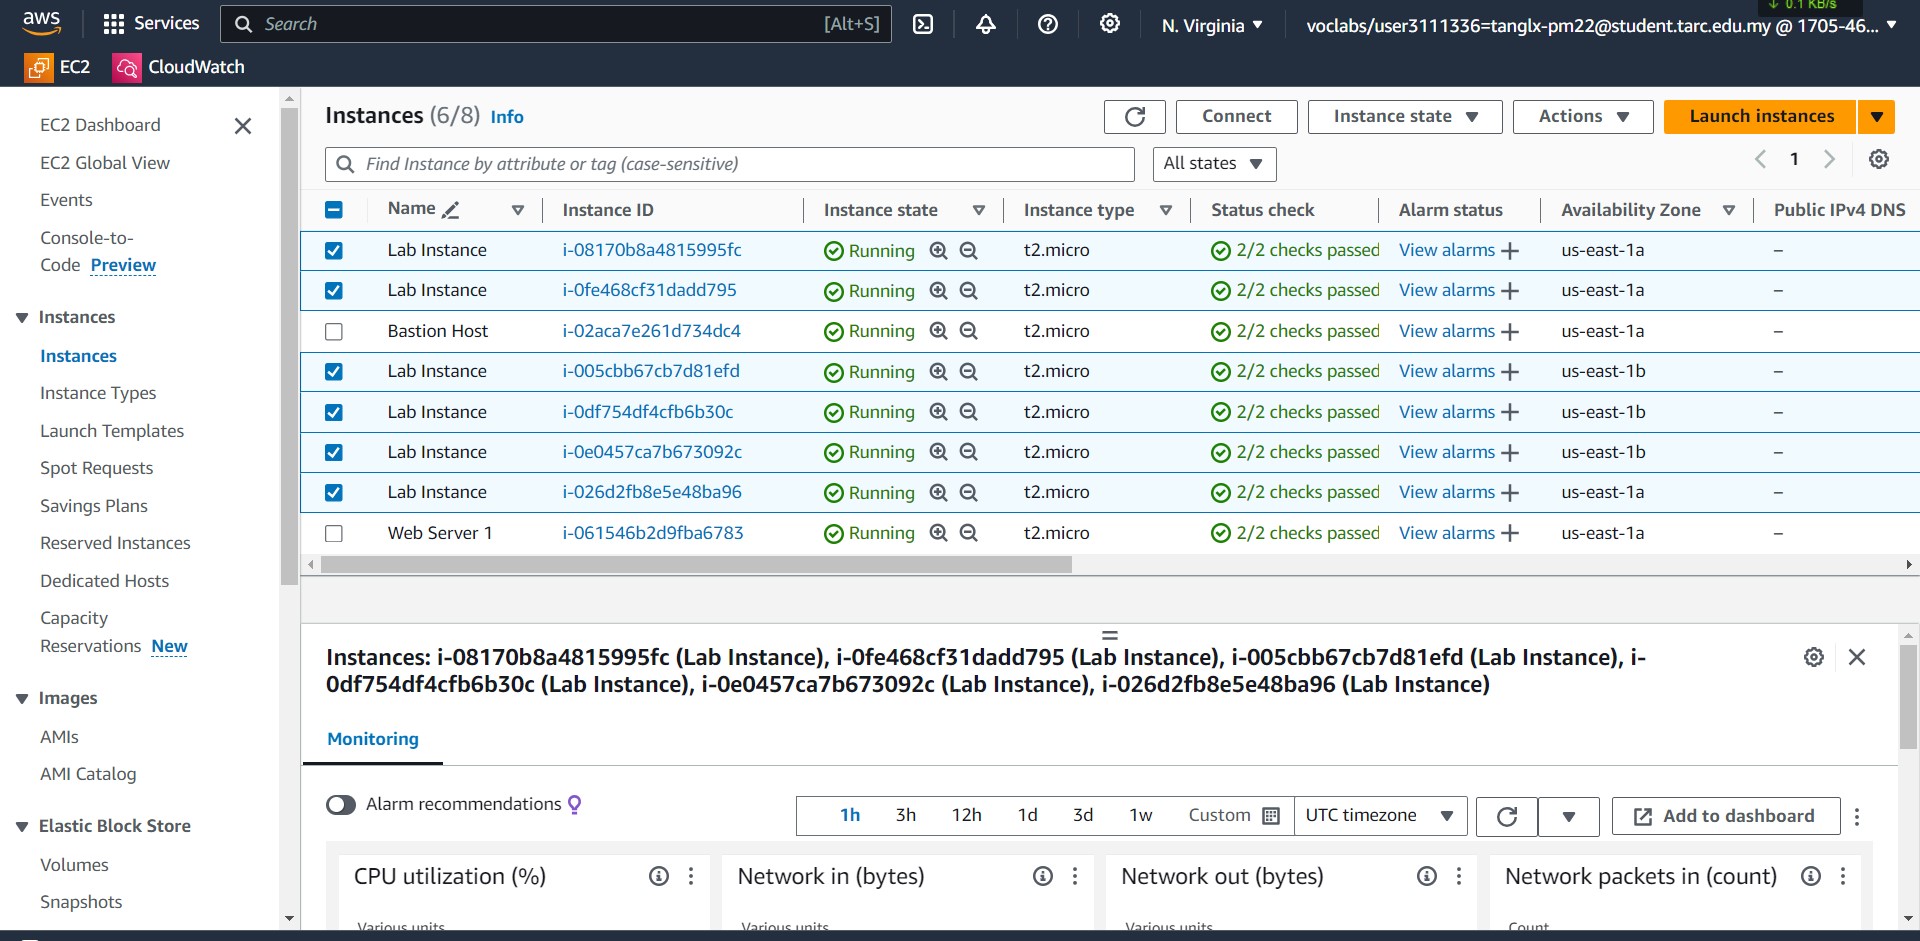 aws Services Search [Alt+S] N. Virginia voclabs/user3111336=tanglx-pm22@student.tarc.edu.my @ 1705-46...
↓ 0.1 KB/s
EC2 CloudWatch
EC2 Dashboard
EC2 Global View
Events
Console-to-
Code Preview
Instances
Instances
Instance Types
Launch Templates
Spot Requests
Savings Plans
Reserved Instances
Dedicated Hosts
Capacity
Reservations New
Images
AMIs
AMI Catalog
Elastic Block Store
Volumes
Snapshots
Instances (6/8) Info Connect Instance state Actions Launch instances
Find Instance by attribute or tag (case-sensitive) All states 1
Name Instance ID Instance state Instance type Status check Alarm status Availability Zone Public IPv4 DNS
Lab Instance i-08170b8a4815995fc Running t2.micro 2/2 checks passed View alarms + us-east-1a –
Lab Instance i-0fe468cf31dadd795 Running t2.micro 2/2 checks passed View alarms + us-east-1a –
Bastion Host i-02aca7e261d734dc4 Running t2.micro 2/2 checks passed View alarms + us-east-1a –
Lab Instance i-005cbb67cb7d81efd Running t2.micro 2/2 checks passed View alarms + us-east-1b –
Lab Instance i-0df754df4cfb6b30c Running t2.micro 2/2 checks passed View alarms + us-east-1b –
Lab Instance i-0e0457ca7b673092c Running t2.micro 2/2 checks passed View alarms + us-east-1b –
Lab Instance i-026d2fb8e5e48ba96 Running t2.micro 2/2 checks passed View alarms + us-east-1a –
Web Server 1 i-061546b2d9fba6783 Running t2.micro 2/2 checks passed View alarms + us-east-1a –
Instances: i-08170b8a4815995fc (Lab Instance), i-0fe468cf31dadd795 (Lab Instance), i-005cbb67cb7d81efd (Lab Instance), i-
0df754df4cfb6b30c (Lab Instance), i-0e0457ca7b673092c (Lab Instance), i-026d2fb8e5e48ba96 (Lab Instance)
Monitoring
Alarm recommendations 1h 3h 12h 1d 3d 1w Custom UTC timezone Add to dashboard
CPU utilization (%) Network in (bytes) Network out (bytes) Network packets in (count)
Various units Various units Various units Count